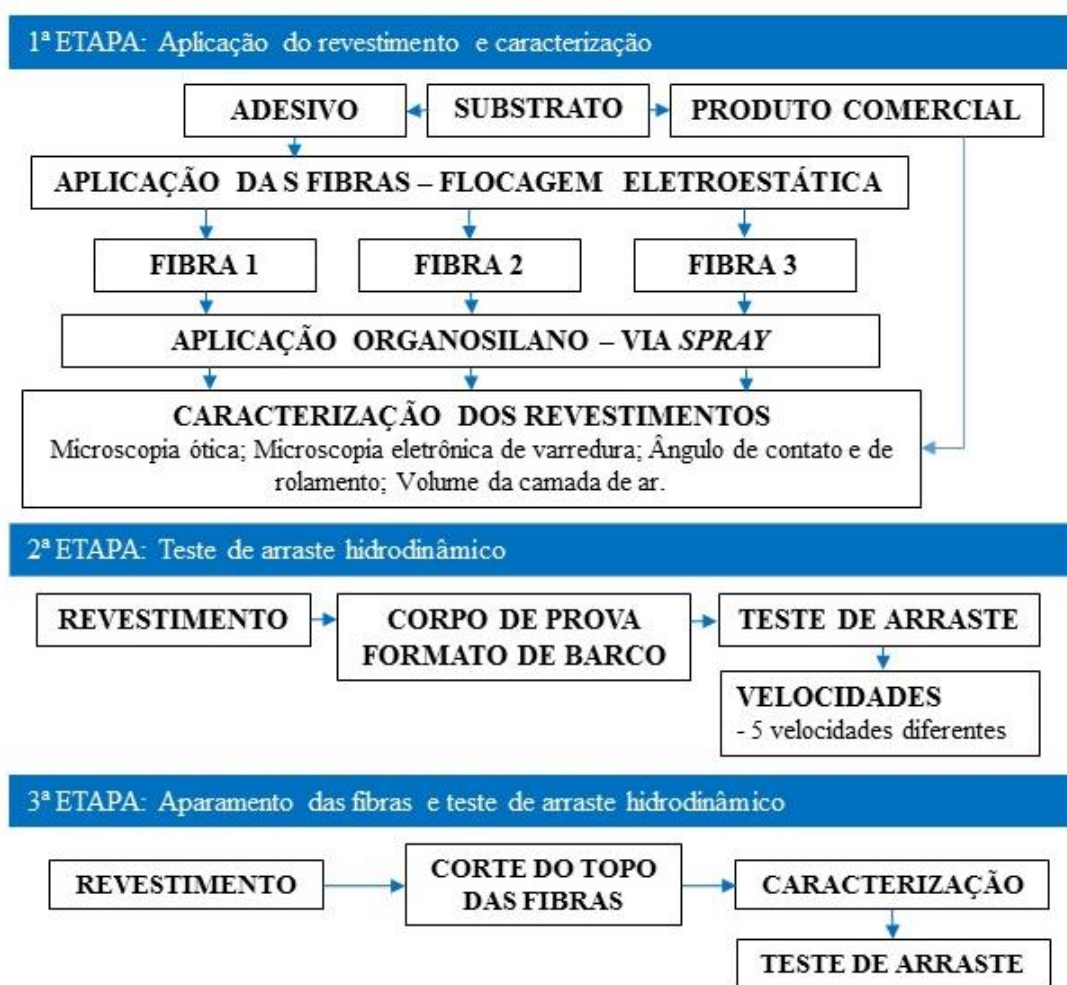 1ª ETAPA: Aplicação do revestimento e caracterização
ADESIVO
SUBSTRATO
PRODUTO COMERCIAL
APLICAÇÃO DAS FIBRAS – FLOCAGEM ELETROESTÁTICA
FIBRA 1
FIBRA 2
FIBRA 3
APLICAÇÃO ORGANOSILANO – VIA SPRAY
CARACTERIZAÇÃO DOS REVESTIMENTOS
Microscopia ótica; Microscopia eletrônica de varredura; Ângulo de contato e de
rolamento; Volume da camada de ar.
2ª ETAPA: Teste de arraste hidrodinâmico
REVESTIMENTO
CORPO DE PROVA
FORMATO DE BARCO
TESTE DE ARRASTE
VELOCIDADES
- 5 velocidades diferentes
3ª ETAPA: Aparamento das fibras e teste de arraste hidrodinâmico
REVESTIMENTO
CORTE DO TOPO
DAS FIBRAS
CARACTERIZAÇÃO
TESTE DE ARRASTE